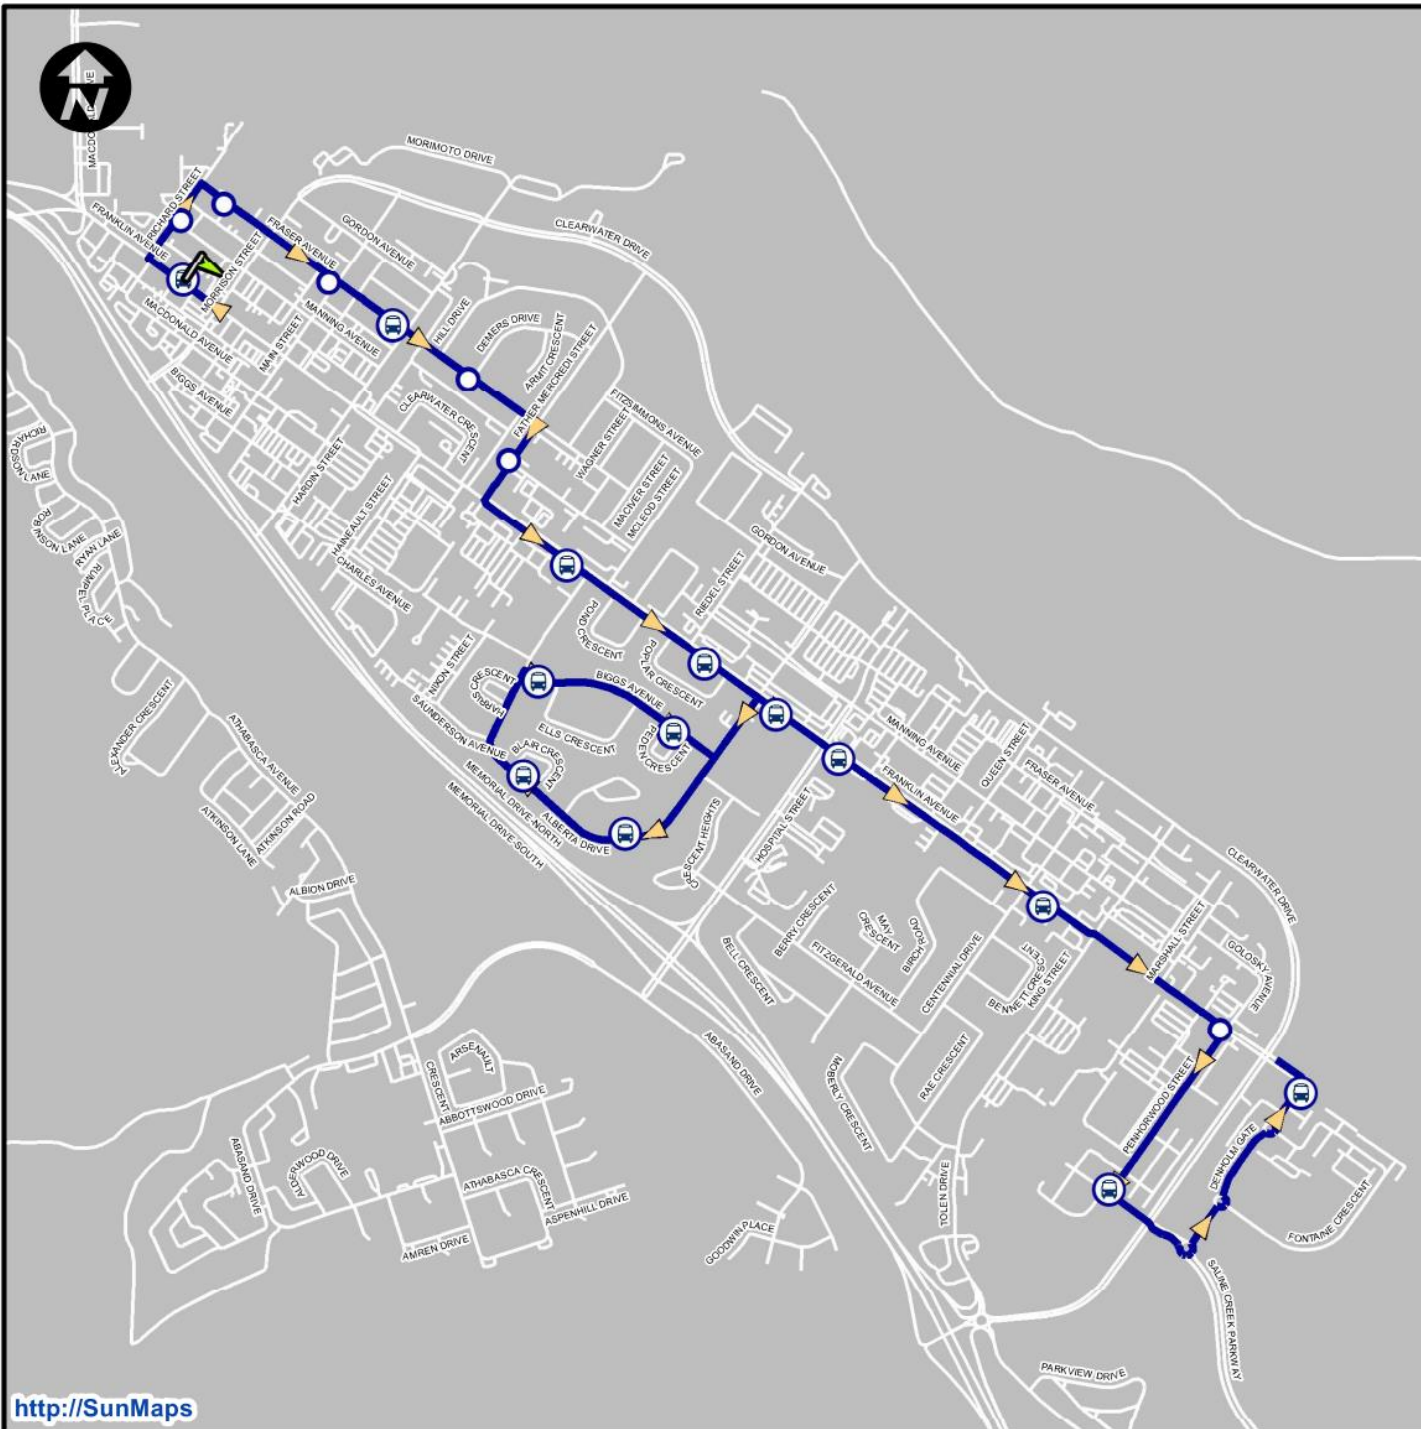 N
MORIMOTO DRIVE
RICHARD STREET
FRANKLIN AVENUE
FRASER AVENUE
GORDON AVENUE
CLEARWATER DRIVE
MORRISON STREET
MACDONALD AVENUE
MAIN STREET
MANNING AVENUE
HILL DRIVE
DEMERS DRIVE
ARMIT CRESCENT
FATHER MERCREDI STREET
BIGGS AVENUE
CLEARWATER CRESCENT
FITZSIMMONS AVENUE
WAGNER STREET
MACIVER STREET
MCLEOD STREET
RICHARDSON LANE
ROBINSON LANE
RYAN LANE
RUMPEL PLACE
HARDIN STREET
HAINEAULT STREET
CHARLES AVENUE
GORDON AVENUE
RIEDEL STREET
POND CRESCENT
POPLAR CRESCENT
NIXON STREET
HARPUS CRESCENT
BIGGS AVENUE
ELLS CRESCENT
PEDEN CRESCENT
SAUNDERSON AVENUE
BLAIR CRESCENT
MEMORIAL DRIVE-NORTH
MEMORIAL DRIVE-SOUTH
ALBERTA DRIVE
CRESCENT HEIGHTS
HOSPITAL STREET
MANNING AVENUE
FRANKLIN AVENUE
QUEEN STREET
FRASER AVENUE
CLEARWATER DRIVE
ALEXANDER CRESCENT
ATHABASCA AVENUE
ATKINSON ROAD
ATKINSON LANE
ALBION DRIVE
BERRY CRESCENT
MAY CRESCENT
BIRCH ROAD
BELL CRESCENT
FITZGERALD AVENUE
CENTENNIAL DRIVE
BENNETT CRESCENT
KING STREET
MARSHALL STREET
GOLOSKY AVENUE
ABASAND DRIVE
MOBERLY CRESCENT
RAE CRESCENT
PENHORWOOD STREET
DENHOLM GATE
FONTAINE CRESCENT
ARSENAULT CRESCENT
ABBOTTSWOOD DRIVE
ABASAND DRIVE
ALDERWOOD DRIVE
ATHABASCA CRESCENT
ASPENHILL DRIVE
AMREN DRIVE
GOODWIN PLACE
TOLEN DRIVE
SALINE CREEK PARKWAY
PARKVIEW DRIVE
http://SunMaps